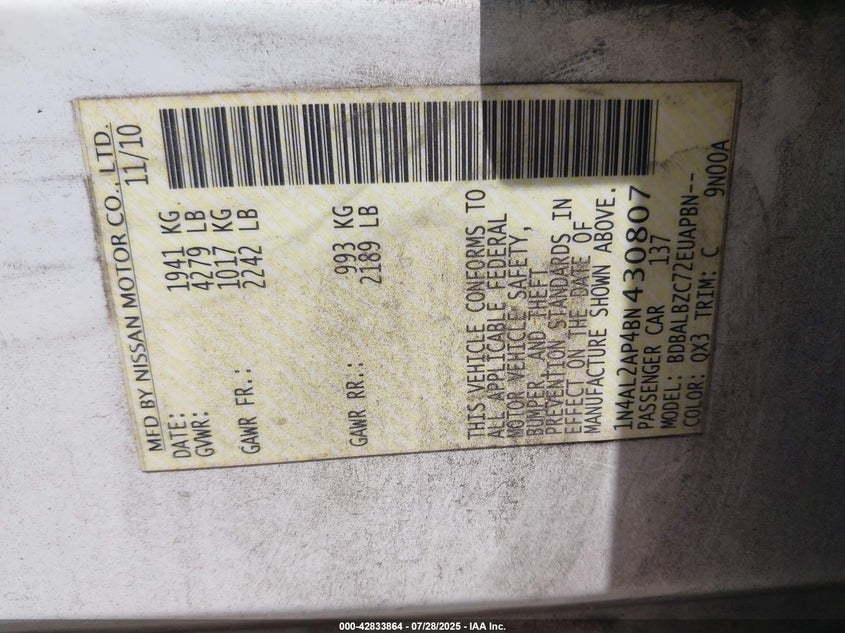 MFD BY NISSAN MOTOR CO., LTD.
DATE: 11/10
GVWR: 1941 KG
4279 LB
GAWR FR.: 1017 KG
2242 LB
GAWR RR.: 993 KG
2189 LB
THIS VEHICLE CONFORMS TO
ALL APPLICABLE FEDERAL
MOTOR VEHICLE SAFETY,
BUMPER, AND THEFT
PREVENTION STANDARDS IN
EFFECT ON THE DATE OF
MANUFACTURE SHOWN ABOVE.
1N4AL2AP4BN430807
PASSENGER CAR 137
MODEL: BDBALBZC72EUAPBN--
COLOR: QX3 TRIM: C 9N00A
000-42833864 - 07/28/2025 - IAA Inc.